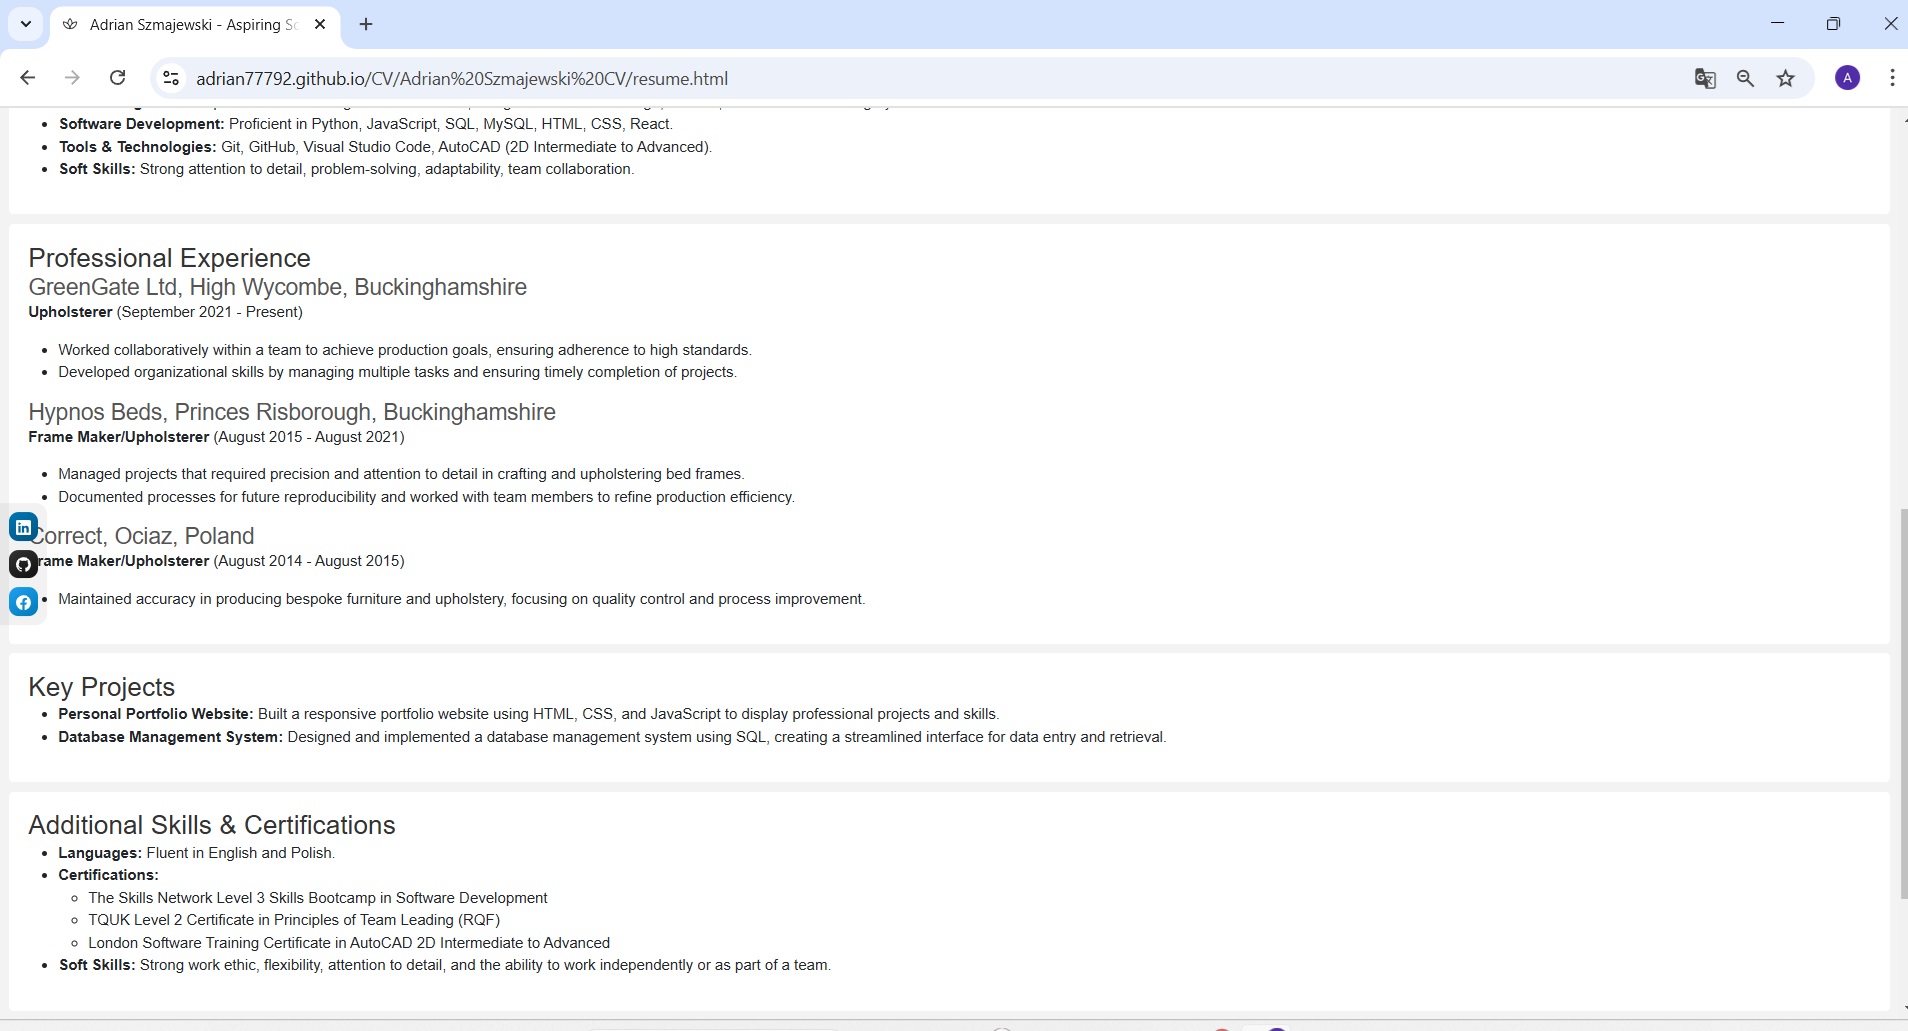 Adrian Szmajewski - Aspiring So
adrian77792.github.io/CV/Adrian%20Szmajewski%20CV/resume.html
A
• Software Development: Proficient in Python, JavaScript, SQL, MySQL, HTML, CSS, React.
• Tools & Technologies: Git, GitHub, Visual Studio Code, AutoCAD (2D Intermediate to Advanced).
• Soft Skills: Strong attention to detail, problem-solving, adaptability, team collaboration.
Professional Experience
GreenGate Ltd, High Wycombe, Buckinghamshire
Upholsterer (September 2021 - Present)
• Worked collaboratively within a team to achieve production goals, ensuring adherence to high standards.
• Developed organizational skills by managing multiple tasks and ensuring timely completion of projects.
Hypnos Beds, Princes Risborough, Buckinghamshire
Frame Maker/Upholsterer (August 2015 - August 2021)
• Managed projects that required precision and attention to detail in crafting and upholstering bed frames.
• Documented processes for future reproducibility and worked with team members to refine production efficiency.
Correct, Ociaz, Poland
rame Maker/Upholsterer (August 2014 - August 2015)
• Maintained accuracy in producing bespoke furniture and upholstery, focusing on quality control and process improvement.
Key Projects
• Personal Portfolio Website: Built a responsive portfolio website using HTML, CSS, and JavaScript to display professional projects and skills.
• Database Management System: Designed and implemented a database management system using SQL, creating a streamlined interface for data entry and retrieval.
Additional Skills & Certifications
• Languages: Fluent in English and Polish.
• Certifications:
◦ The Skills Network Level 3 Skills Bootcamp in Software Development
◦ TQUK Level 2 Certificate in Principles of Team Leading (RQF)
◦ London Software Training Certificate in AutoCAD 2D Intermediate to Advanced
• Soft Skills: Strong work ethic, flexibility, attention to detail, and the ability to work independently or as part of a team.